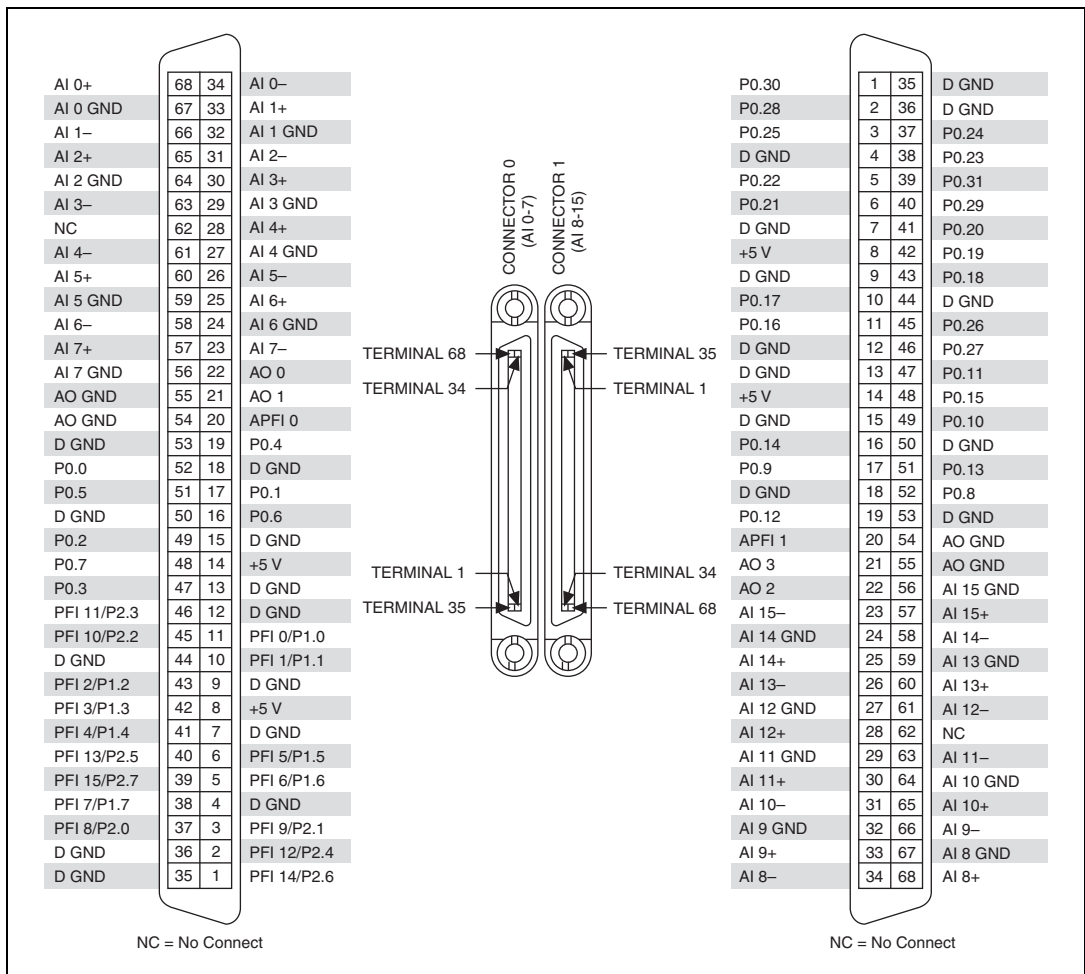 AI 0+ 68 34 AI 0–
AI 0 GND 67 33 AI 1+
AI 1– 66 32 AI 1 GND
AI 2+ 65 31 AI 2–
AI 2 GND 64 30 AI 3+
AI 3– 63 29 AI 3 GND
NC 62 28 AI 4+
AI 4– 61 27 AI 4 GND
AI 5+ 60 26 AI 5–
AI 5 GND 59 25 AI 6+
AI 6– 58 24 AI 6 GND
AI 7+ 57 23 AI 7–
AI 7 GND 56 22 AO 0
AO GND 55 21 AO 1
AO GND 54 20 APFI 0
D GND 53 19 P0.4
P0.0 52 18 D GND
P0.5 51 17 P0.1
D GND 50 16 P0.6
P0.2 49 15 D GND
P0.7 48 14 +5 V
P0.3 47 13 D GND
PFI 11/P2.3 46 12 D GND
PFI 10/P2.2 45 11 PFI 0/P1.0
D GND 44 10 PFI 1/P1.1
PFI 2/P1.2 43 9 D GND
PFI 3/P1.3 42 8 +5 V
PFI 4/P1.4 41 7 D GND
PFI 13/P2.5 40 6 PFI 5/P1.5
PFI 15/P2.7 39 5 PFI 6/P1.6
PFI 7/P1.7 38 4 D GND
PFI 8/P2.0 37 3 PFI 9/P2.1
D GND 36 2 PFI 12/P2.4
D GND 35 1 PFI 14/P2.6
NC = No Connect
CONNECTOR 0
(AI 0-7)
CONNECTOR 1
(AI 8-15)
TERMINAL 68
TERMINAL 34
TERMINAL 35
TERMINAL 1
TERMINAL 1
TERMINAL 35
TERMINAL 34
TERMINAL 68
P0.30 1 35 D GND
P0.28 2 36 D GND
P0.25 3 37 P0.24
D GND 4 38 P0.23
P0.22 5 39 P0.31
P0.21 6 40 P0.29
D GND 7 41 P0.20
+5 V 8 42 P0.19
D GND 9 43 P0.18
P0.17 10 44 D GND
P0.16 11 45 P0.26
D GND 12 46 P0.27
D GND 13 47 P0.11
+5 V 14 48 P0.15
D GND 15 49 P0.10
P0.14 16 50 D GND
P0.9 17 51 P0.13
D GND 18 52 P0.8
P0.12 19 53 D GND
APFI 1 20 54 AO GND
AO 3 21 55 AO GND
AO 2 22 56 AI 15 GND
AI 15– 23 57 AI 15+
AI 14 GND 24 58 AI 14–
AI 14+ 25 59 AI 13 GND
AI 13– 26 60 AI 13+
AI 12 GND 27 61 AI 12–
AI 12+ 28 62 NC
AI 11 GND 29 63 AI 11–
AI 11+ 30 64 AI 10 GND
AI 10– 31 65 AI 10+
AI 9 GND 32 66 AI 9–
AI 9+ 33 67 AI 8 GND
AI 8– 34 68 AI 8+
NC = No Connect